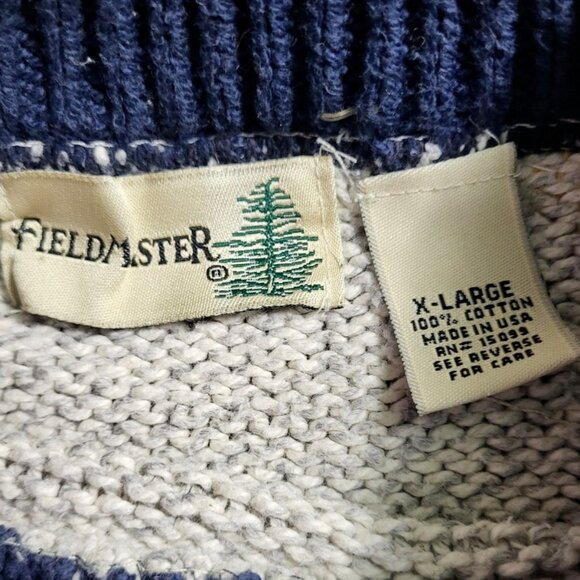 FIELDMASTER ®
X-LARGE
100% COTTON
MADE IN USA
RN# 15099
SEE REVERSE
FOR CARE